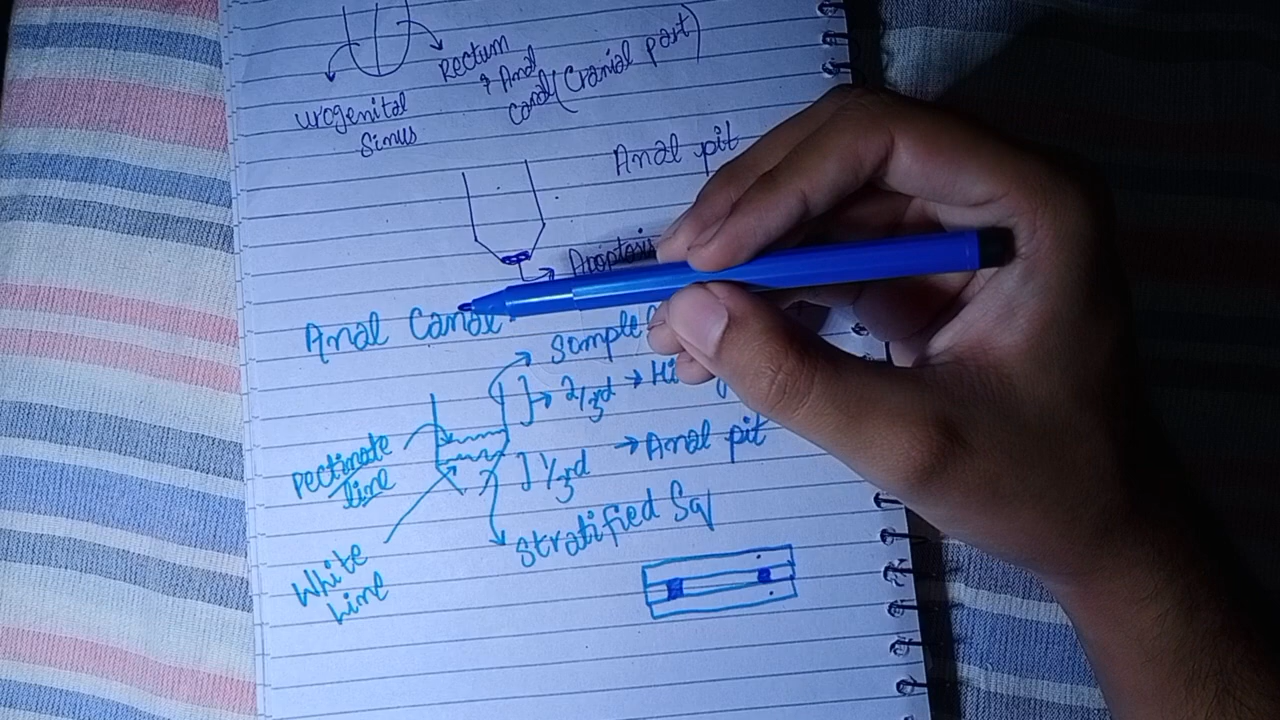 Urogenital
Sinus
Rectum
& Anal
Canal (Cranial part)
Anal pit
Apoptosis
Anal Canal
Simple
2/3rd → Hi
Pectinate
line
1/3rd → Anal pit
White
Line
Stratified Sq